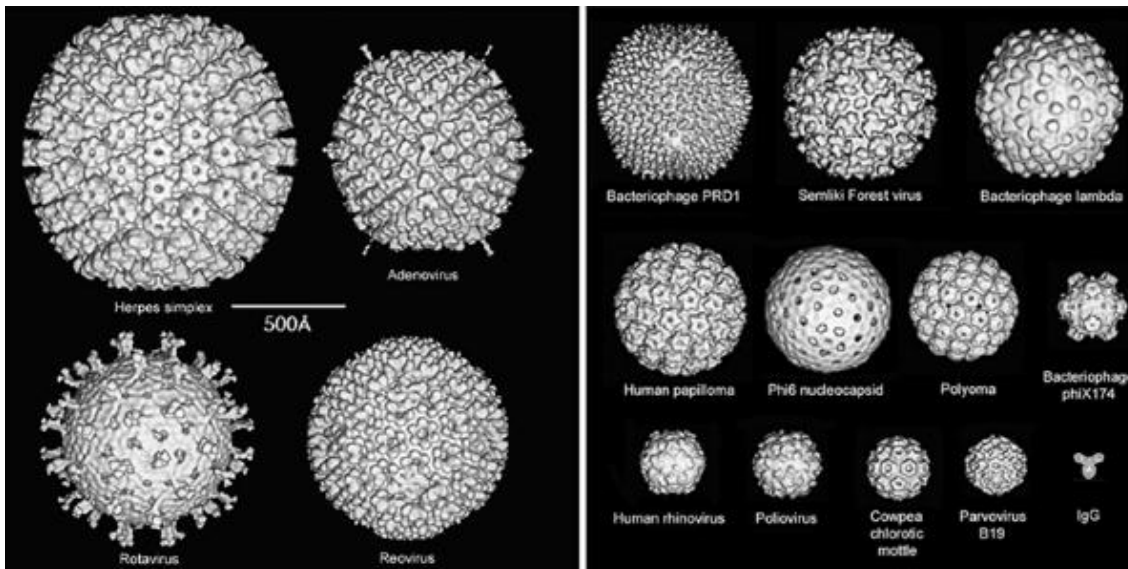 Herpes simplex
Adenovirus
500Å
Rotavirus
Reovirus
Bacteriophage PRD1
Semliki Forest virus
Bacteriophage lambda
Human papilloma
Phi6 nucleocapsid
Polyoma
Bacteriophage
phiX174
Human rhinovirus
Poliovirus
Cowpea
chlorotic
mottle
Parvovirus
B19
IgG